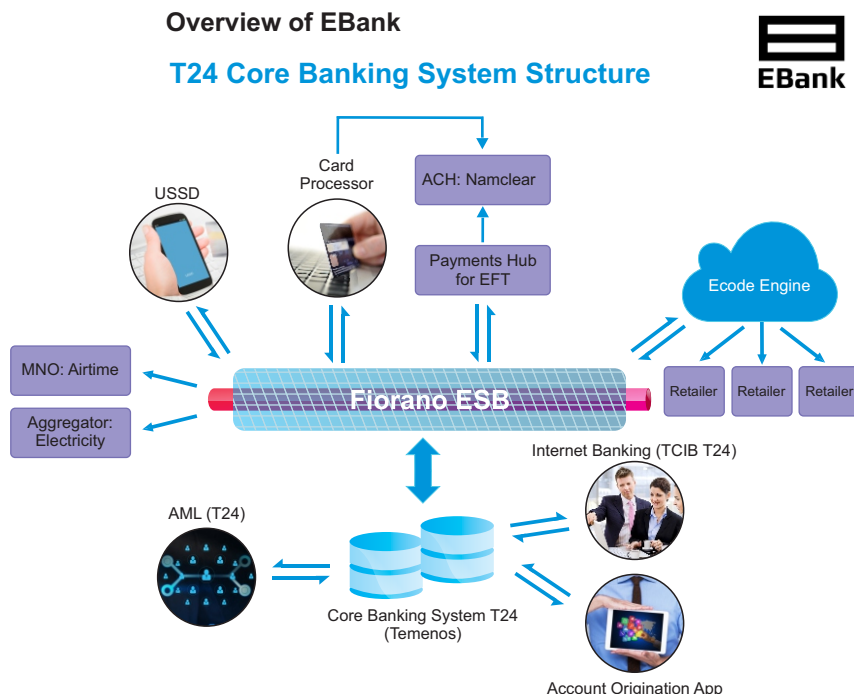 Overview of EBank
T24 Core Banking System Structure
EBank
Card
Processor
ACH: Namclear
USSD
Payments Hub
for EFT
Ecode Engine
MNO: Airtime
Aggregator:
Electricity
Fiorano ESB
Retailer
Retailer
Retailer
Internet Banking (TCIB T24)
AML (T24)
Core Banking System T24
(Temenos)
Account Origination App